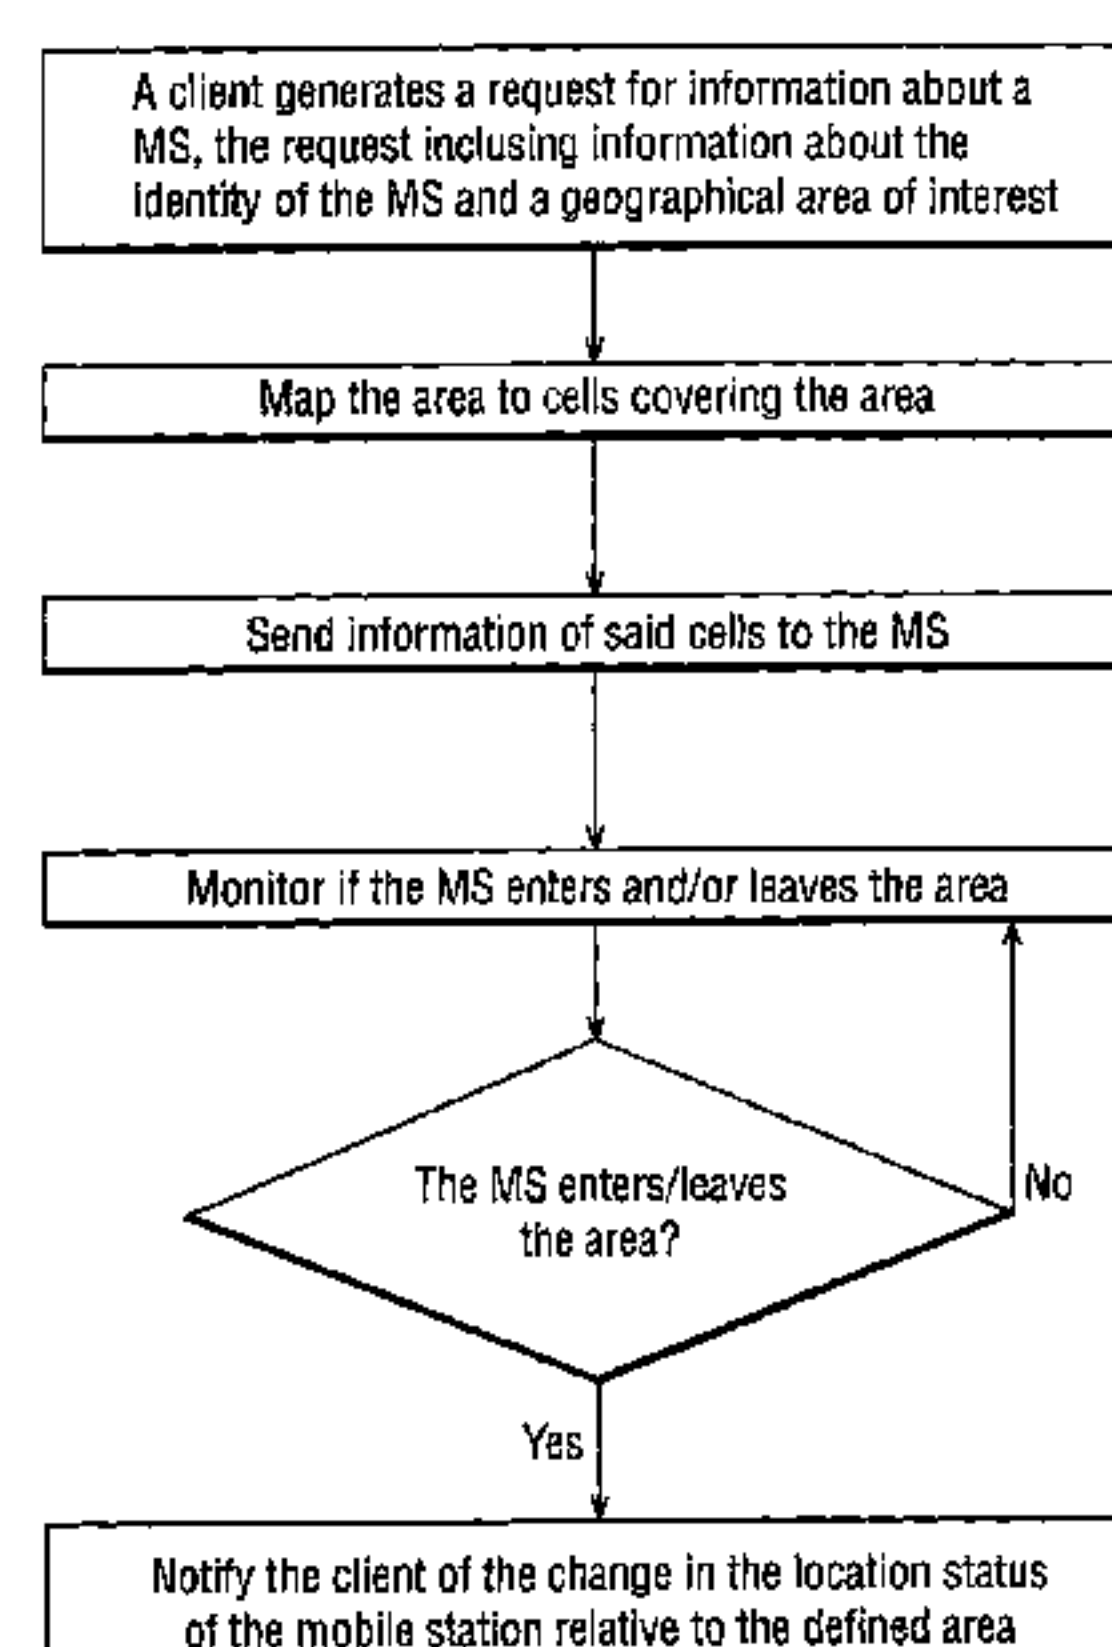 A client generates a request for information about a
MS, the request inclusing information about the
identity of the MS and a geographical area of interest
Map the area to cells covering the area
Send information of said cells to the MS
Monitor if the MS enters and/or leaves the area
The MS enters/leaves
the area?
No
Yes
Notify the client of the change in the location status
of the mobile station relative to the defined area